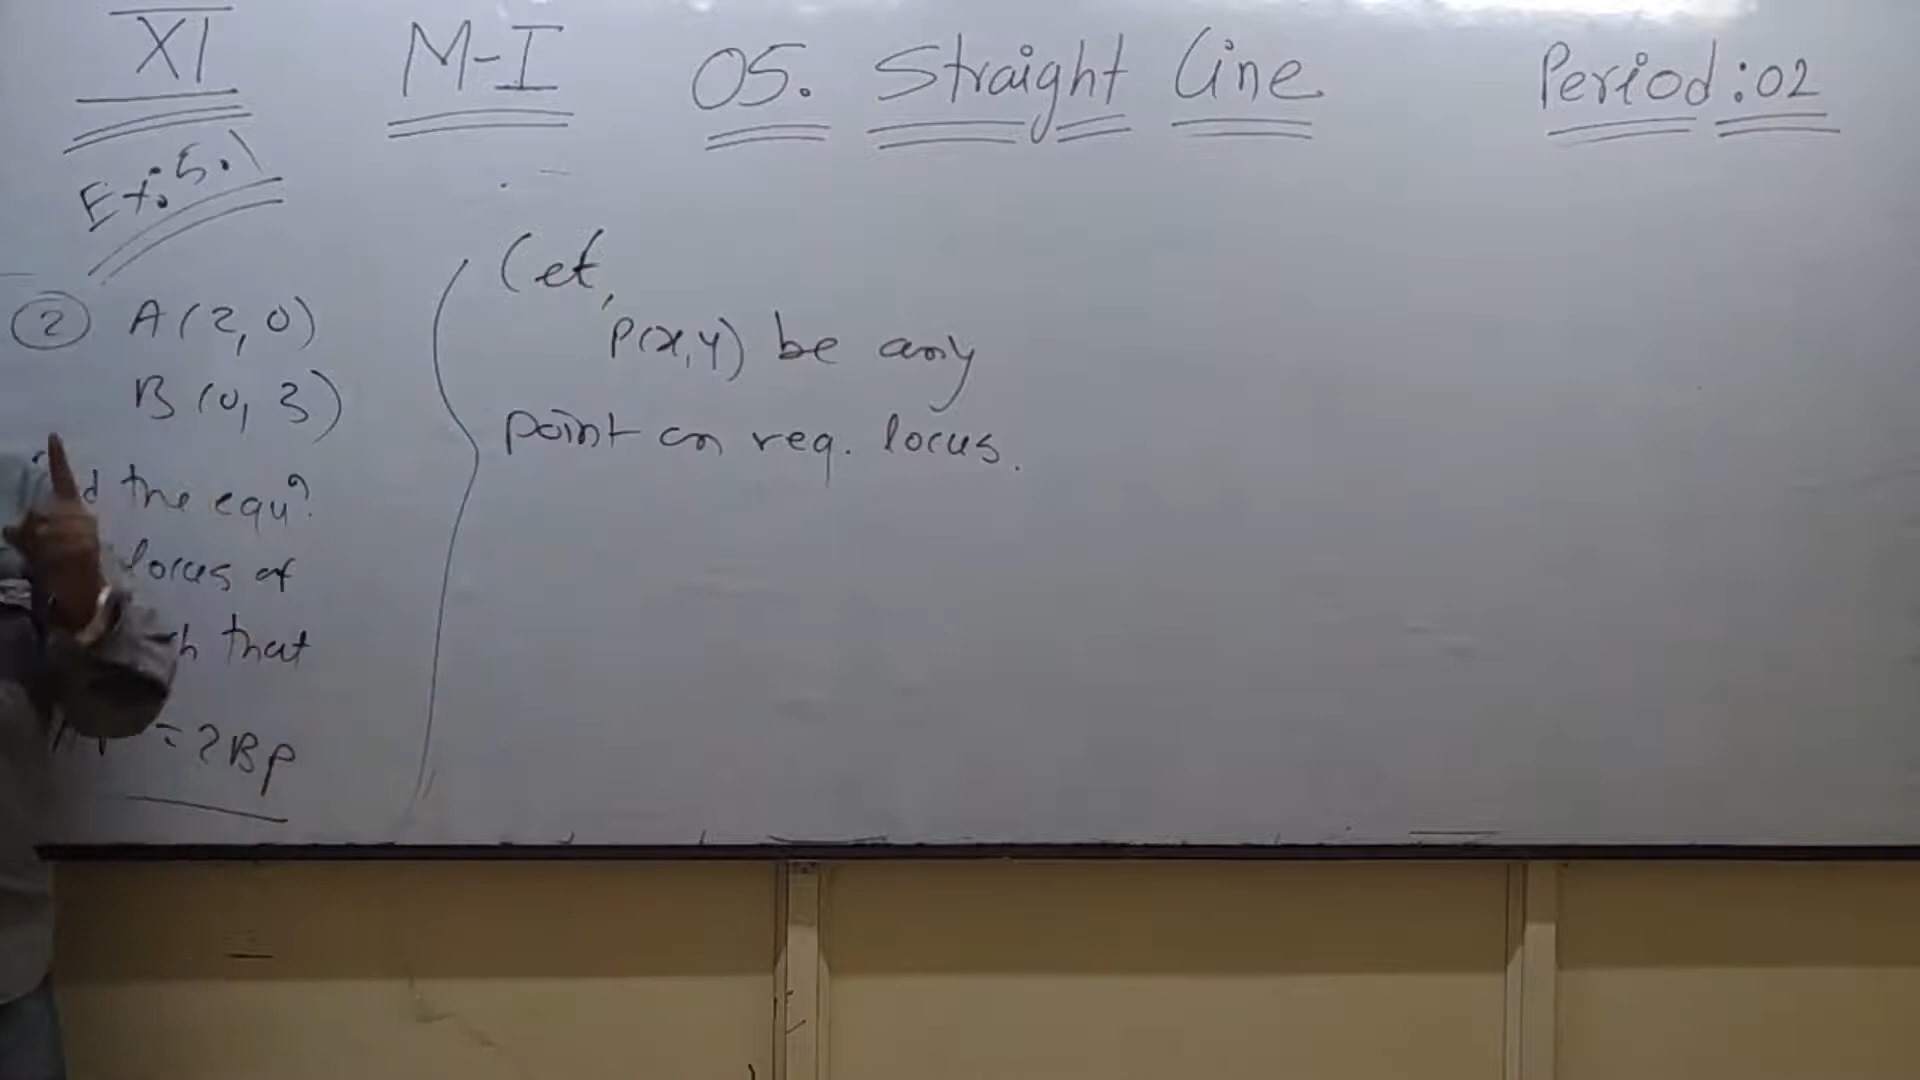 XI M-I 05. Straight Line Period:02
Ex:5.1
② A(2,0)
B(0,3)
d the equⁿ
locus of
h that
= 2BP
Let,
P(x,y) be any
point on req. locus.